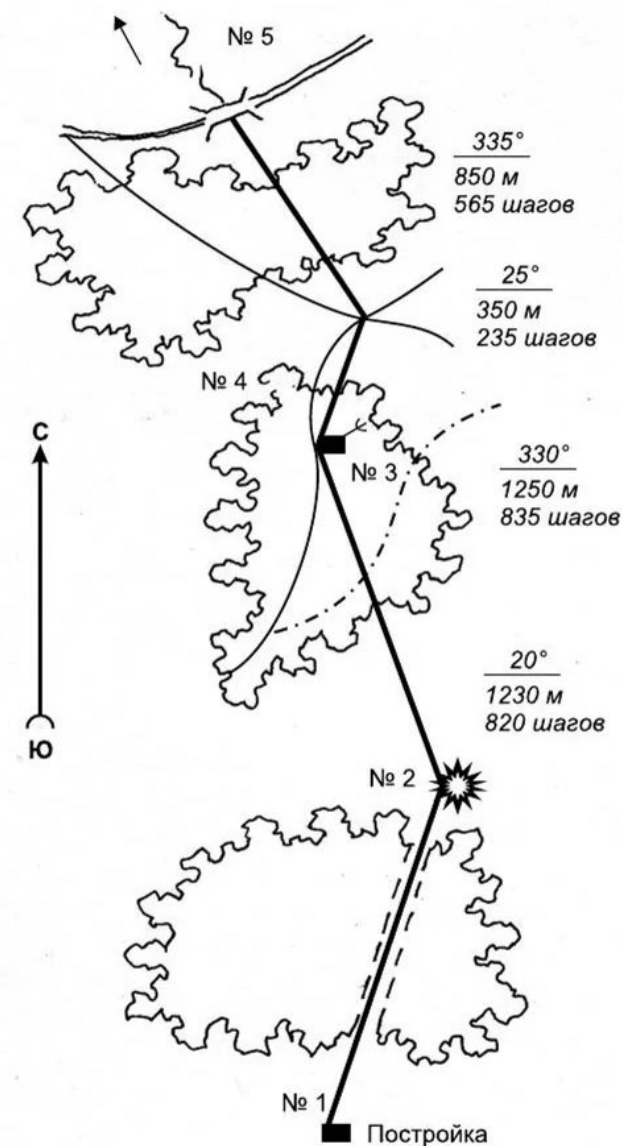 № 5
335°
850 м
565 шагов
25°
350 м
235 шагов
№ 4
С
№ 3
330°
1250 м
835 шагов
20°
1230 м
820 шагов
Ю
№ 2
№ 1
Постройка